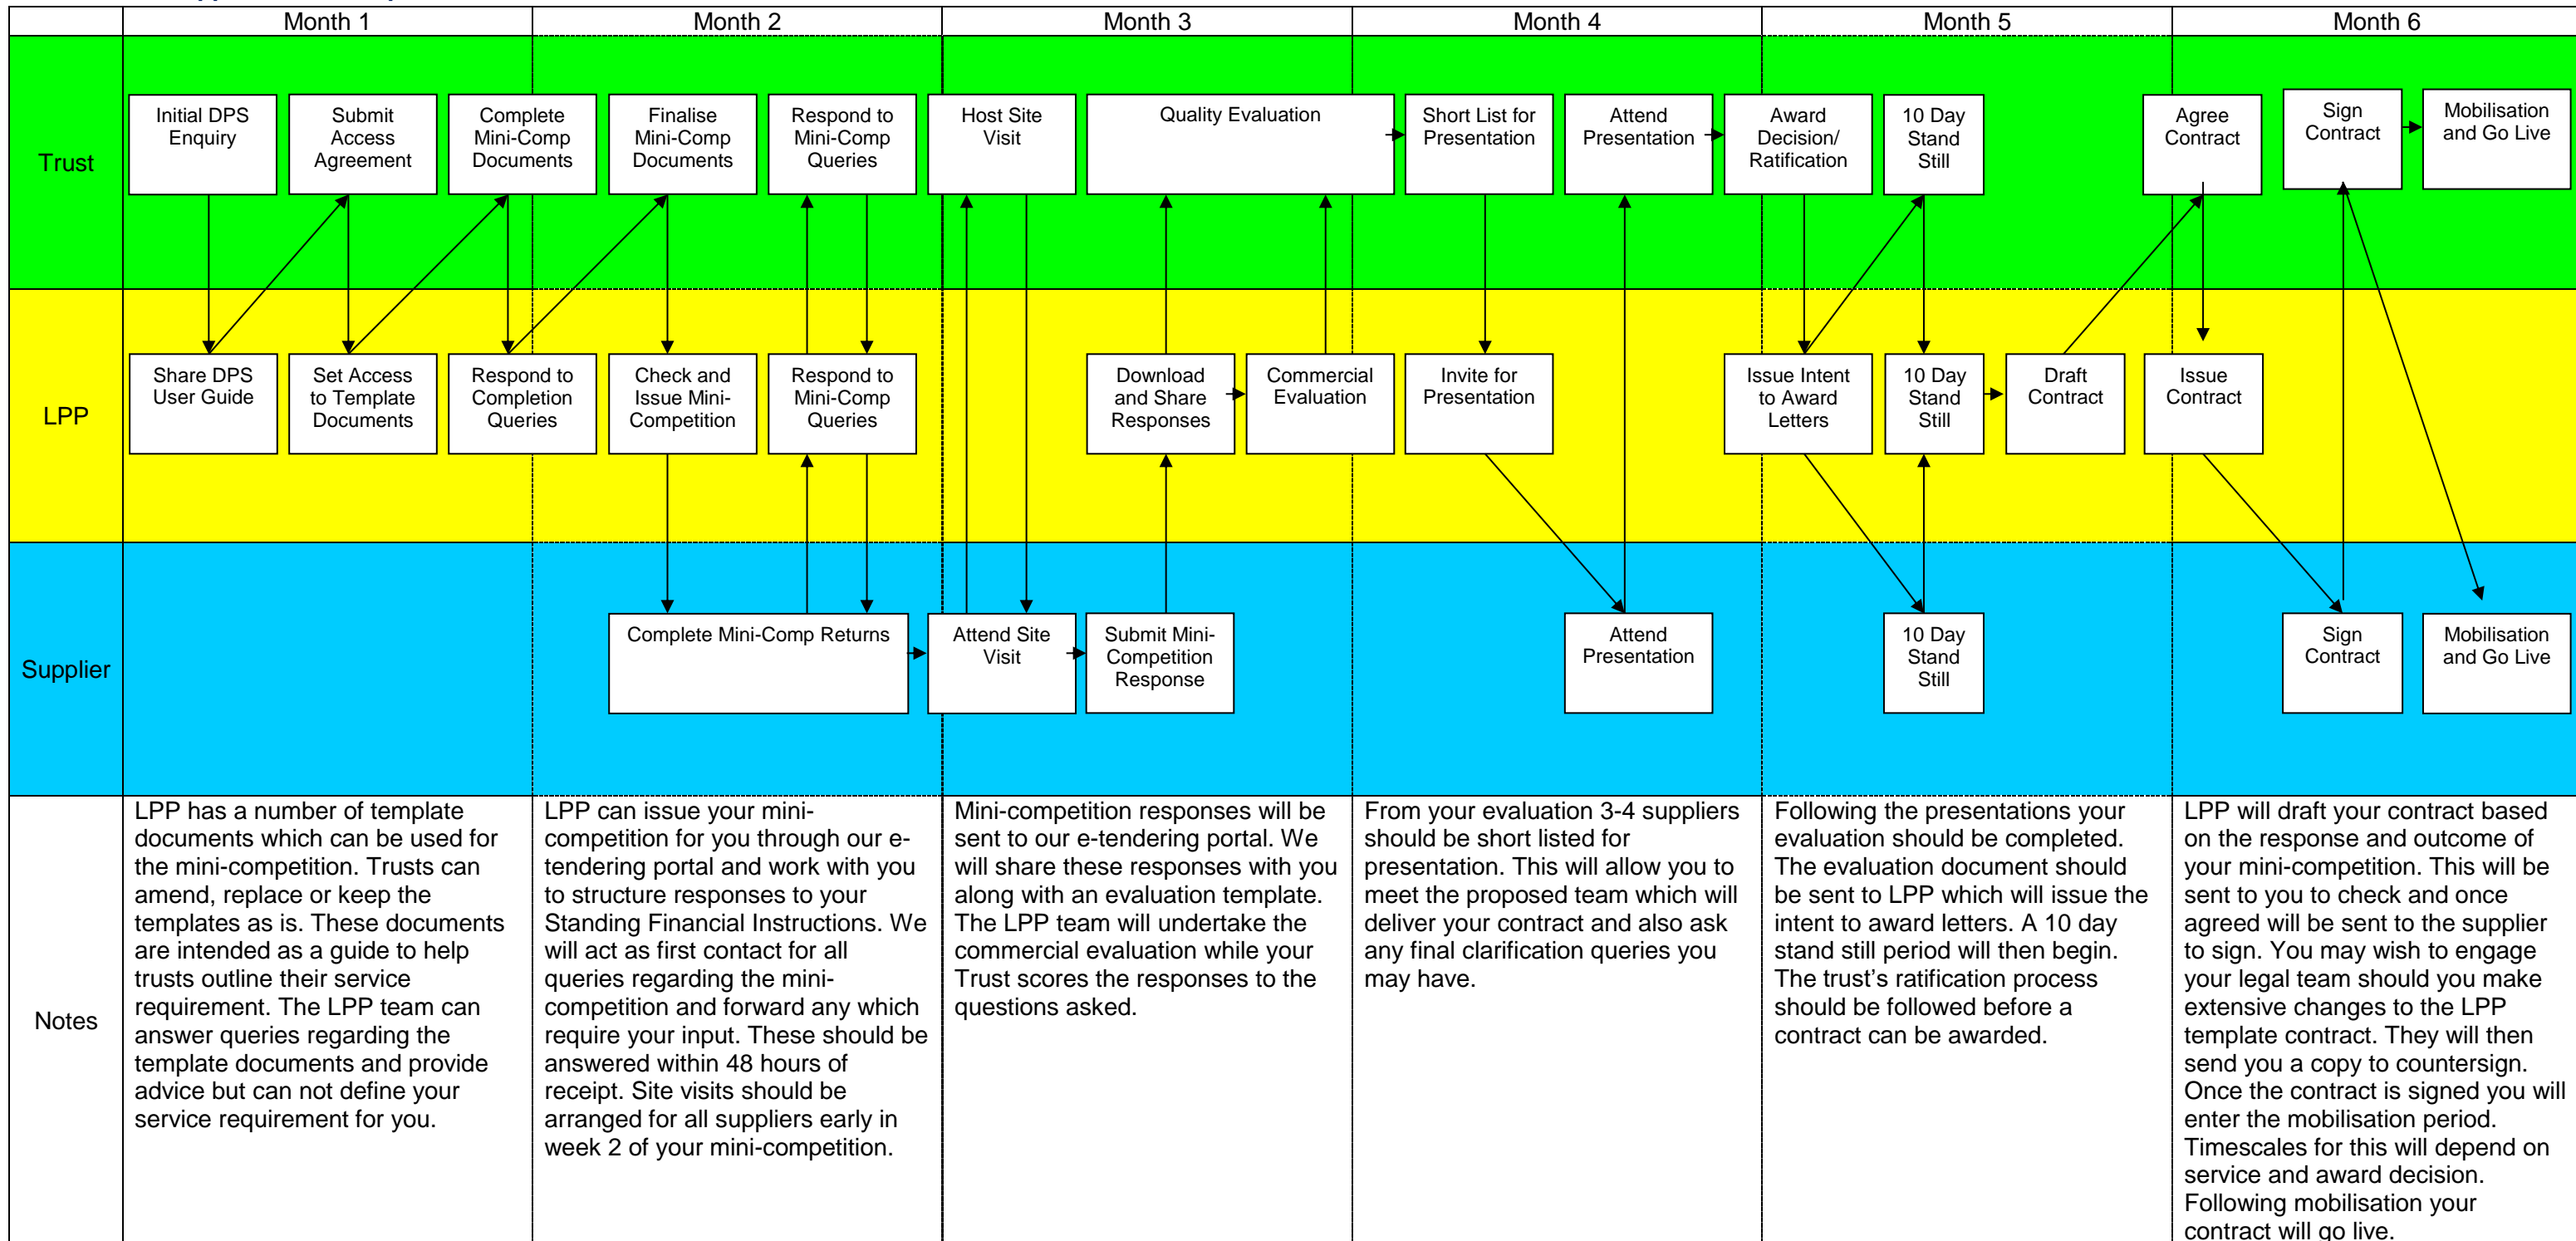 Month 1
Month 2
Month 3
Month 4
Month 5
Month 6
Trust
Initial DPS
Enquiry
Submit
Access
Agreement
Complete
Mini-Comp
Documents
Finalise
Mini-Comp
Documents
Respond to
Mini-Comp
Queries
Host Site
Visit
Quality Evaluation
Short List for
Presentation
Attend
Presentation
Award
Decision/
Ratification
10 Day
Stand
Still
Agree
Contract
Sign
Contract
Mobilisation
and Go Live
LPP
Share DPS
User Guide
Set Access
to Template
Documents
Respond to
Completion
Queries
Check and
Issue Mini-
Competition
Respond to
Mini-Comp
Queries
Download
and Share
Responses
Commercial
Evaluation
Invite for
Presentation
Issue Intent
to Award
Letters
10 Day
Stand
Still
Draft
Contract
Issue
Contract
Supplier
Complete Mini-Comp Returns
Attend Site
Visit
Submit Mini-
Competition
Response
Attend
Presentation
10 Day
Stand
Still
Sign
Contract
Mobilisation
and Go Live
Notes
LPP has a number of template
documents which can be used for
the mini-competition. Trusts can
amend, replace or keep the
templates as is. These documents
are intended as a guide to help
trusts outline their service
requirement. The LPP team can
answer queries regarding the
template documents and provide
advice but can not define your
service requirement for you.
LPP can issue your mini-
competition for you through our e-
tendering portal and work with you
to structure responses to your
Standing Financial Instructions. We
will act as first contact for all
queries regarding the mini-
competition and forward any which
require your input. These should be
answered within 48 hours of
receipt. Site visits should be
arranged for all suppliers early in
week 2 of your mini-competition.
Mini-competition responses will be
sent to our e-tendering portal. We
will share these responses with you
along with an evaluation template.
The LPP team will undertake the
commercial evaluation while your
Trust scores the responses to the
questions asked.
From your evaluation 3-4 suppliers
should be short listed for
presentation. This will allow you to
meet the proposed team which will
deliver your contract and also ask
any final clarification queries you
may have.
Following the presentations your
evaluation should be completed.
The evaluation document should
be sent to LPP which will issue the
intent to award letters. A 10 day
stand still period will then begin.
The trust's ratification process
should be followed before a
contract can be awarded.
LPP will draft your contract based
on the response and outcome of
your mini-competition. This will be
sent to you to check and once
agreed will be sent to the supplier
to sign. You may wish to engage
your legal team should you make
extensive changes to the LPP
template contract. They will then
send you a copy to countersign.
Once the contract is signed you will
enter the mobilisation period.
Timescales for this will depend on
service and award decision.
Following mobilisation your
contract will go live.